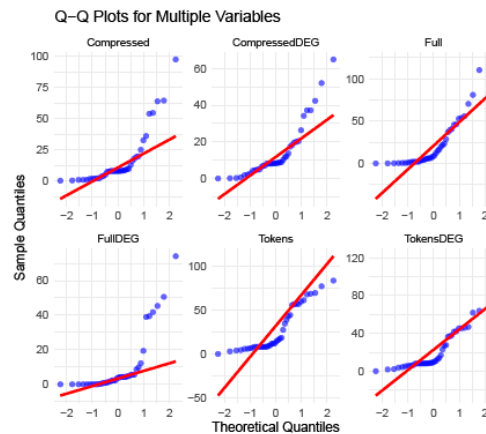 Q−Q Plots for Multiple Variables
Compressed
CompressedDEG
Full
100
75
50
25
0
−2 −1 0 1 2
60
40
20
0
−2 −1 0 1 2
100
50
0
−2 −1 0 1 2
Sample Quantiles
FullDEG
Tokens
TokensDEG
60
40
20
0
−2 −1 0 1 2
100
50
0
−50
−2 −1 0 1 2
120
80
40
0
−2 −1 0 1 2
Theoretical Quantiles